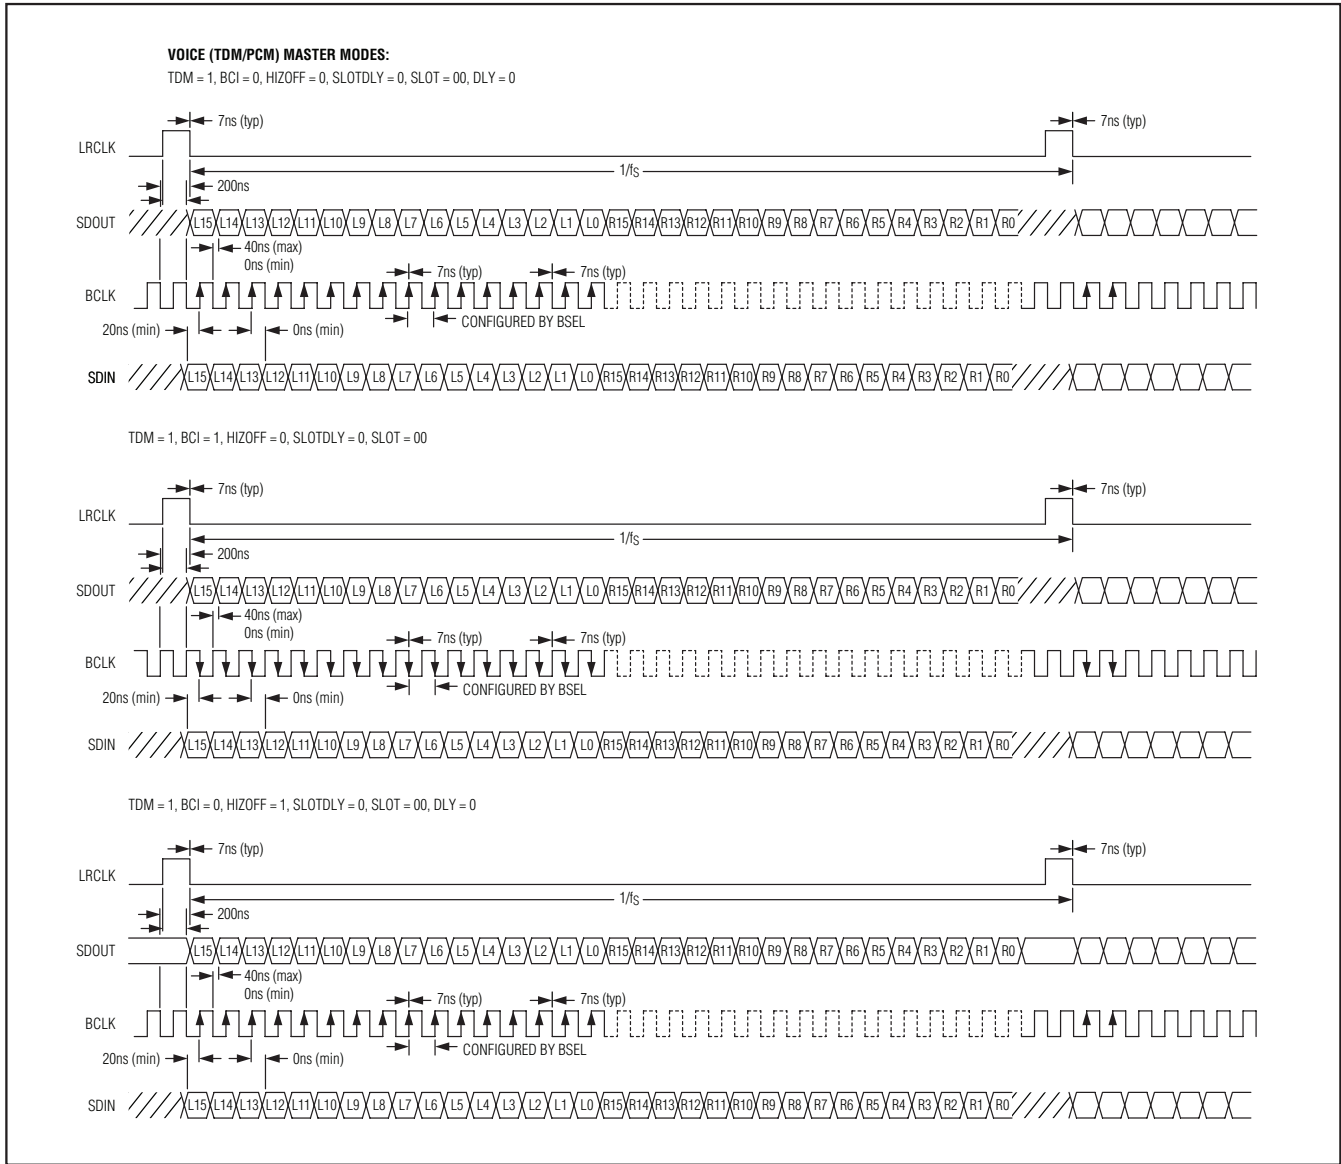 VOICE (TDM/PCM) MASTER MODES:
TDM = 1, BCI = 0, HIZOFF = 0, SLOTDLY = 0, SLOT = 00, DLY = 0
7ns (typ) 7ns (typ)
LRCLK
1/fS
200ns
SDOUT L15 L14 L13 L12 L11 L10 L9 L8 L7 L6 L5 L4 L3 L2 L1 L0 R15 R14 R13 R12 R11 R10 R9 R8 R7 R6 R5 R4 R3 R2 R1 R0
40ns (max)
0ns (min) 7ns (typ) 7ns (typ)
BCLK
CONFIGURED BY BSEL
20ns (min) 0ns (min)
SDIN L15 L14 L13 L12 L11 L10 L9 L8 L7 L6 L5 L4 L3 L2 L1 L0 R15 R14 R13 R12 R11 R10 R9 R8 R7 R6 R5 R4 R3 R2 R1 R0
TDM = 1, BCI = 1, HIZOFF = 0, SLOTDLY = 0, SLOT = 00
7ns (typ) 7ns (typ)
LRCLK
1/fS
200ns
SDOUT L15 L14 L13 L12 L11 L10 L9 L8 L7 L6 L5 L4 L3 L2 L1 L0 R15 R14 R13 R12 R11 R10 R9 R8 R7 R6 R5 R4 R3 R2 R1 R0
40ns (max)
0ns (min) 7ns (typ) 7ns (typ)
BCLK
CONFIGURED BY BSEL
20ns (min) 0ns (min)
SDIN L15 L14 L13 L12 L11 L10 L9 L8 L7 L6 L5 L4 L3 L2 L1 L0 R15 R14 R13 R12 R11 R10 R9 R8 R7 R6 R5 R4 R3 R2 R1 R0
TDM = 1, BCI = 0, HIZOFF = 1, SLOTDLY = 0, SLOT = 00, DLY = 0
7ns (typ) 7ns (typ)
LRCLK
1/fS
200ns
SDOUT L15 L14 L13 L12 L11 L10 L9 L8 L7 L6 L5 L4 L3 L2 L1 L0 R15 R14 R13 R12 R11 R10 R9 R8 R7 R6 R5 R4 R3 R2 R1 R0
40ns (max)
0ns (min) 7ns (typ) 7ns (typ)
BCLK
CONFIGURED BY BSEL
20ns (min) 0ns (min)
SDIN L15 L14 L13 L12 L11 L10 L9 L8 L7 L6 L5 L4 L3 L2 L1 L0 R15 R14 R13 R12 R11 R10 R9 R8 R7 R6 R5 R4 R3 R2 R1 R0